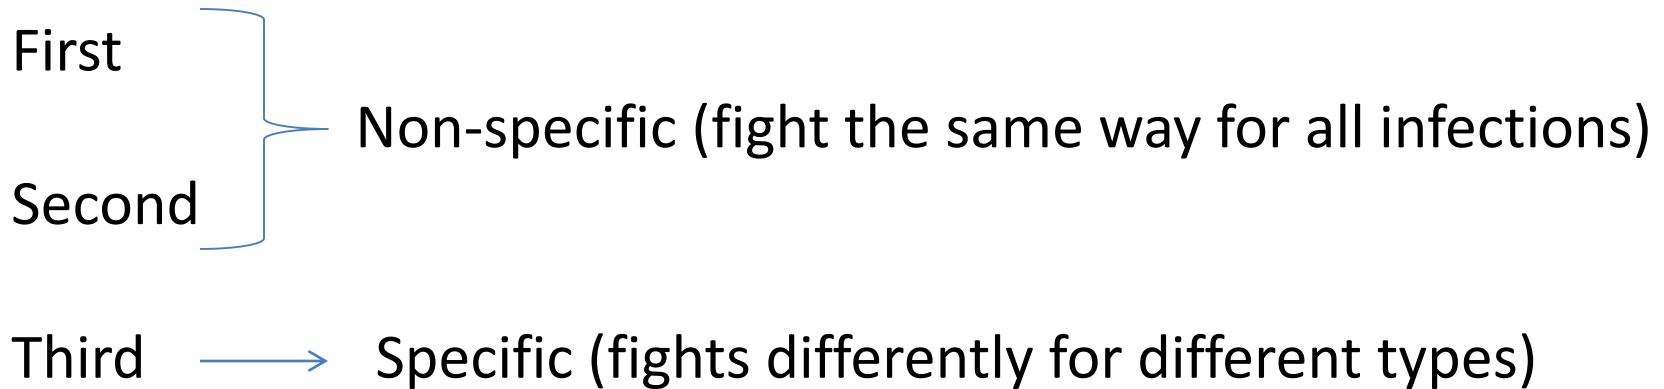 First
Non-specific (fight the same way for all infections)
Second
Third
Specific (fights differently for different types)